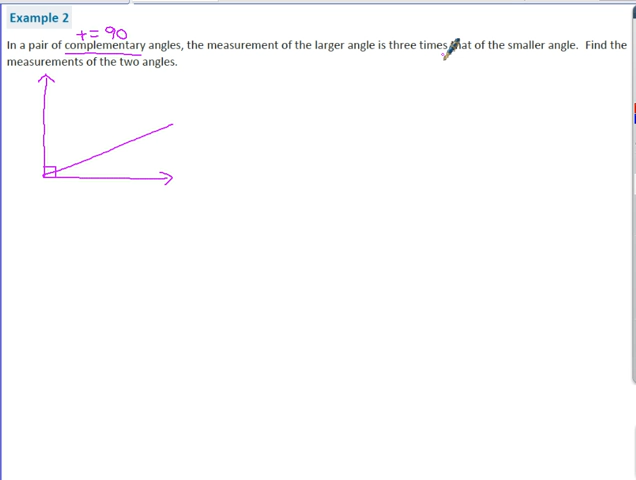 Example 2
+= 90
In a pair of complementary angles, the measurement of the larger angle is three times that of the smaller angle. Find the
measurements of the two angles.